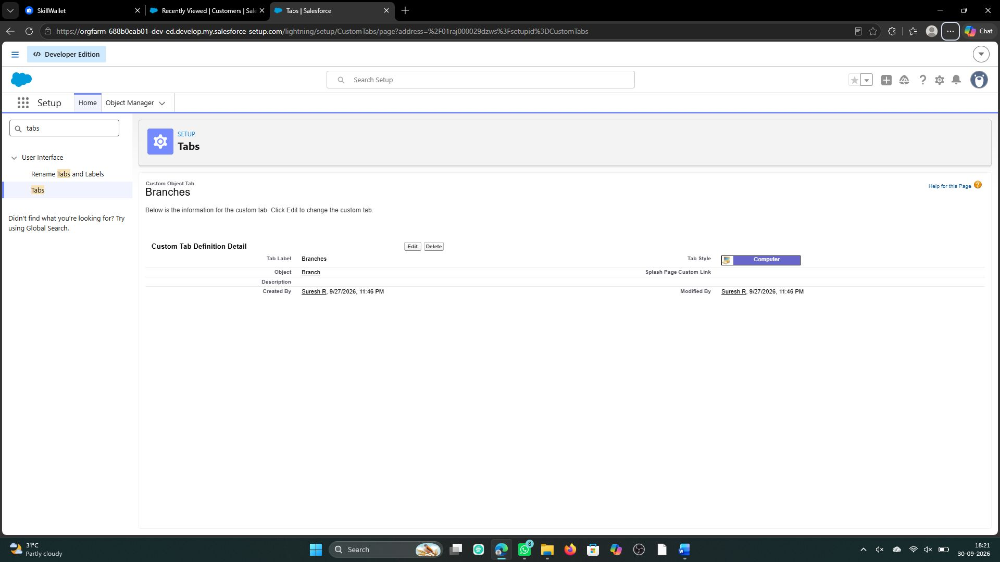 SkillWallet
Recently Viewed | Customers | Sale
Tabs | Salesforce
https://orgfarm-688b0eab01-dev-ed.develop.my.salesforce-setup.com/lightning/setup/CustomTabs/page?address=%2F01raj000029dzws%3Fsetupid%3DCustomTabs
Chat
Developer Edition
Search Setup
Setup
Home
Object Manager
tabs
User Interface
Rename Tabs and Labels
Tabs
Didn't find what you're looking for? Try
using Global Search.
SETUP
Tabs
Custom Object Tab
Branches
Help for this Page ?
Below is the information for the custom tab. Click Edit to change the custom tab.
Custom Tab Definition Detail
Edit
Delete
Tab Label Branches
Tab Style Computer
Object Branch
Splash Page Custom Link
Description
Created By Suresh R, 9/27/2026, 11:46 PM
Modified By Suresh R, 9/27/2026, 11:46 PM
31°C
Partly cloudy
Search
8
18:21
30-09-2026